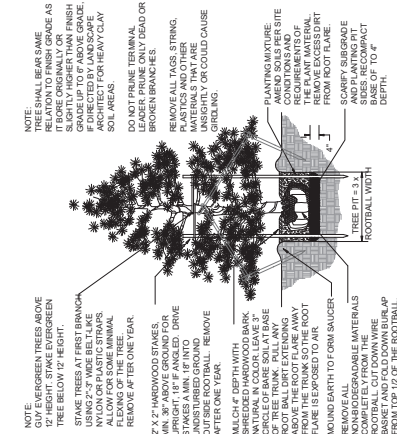 NOTE:
GUY EVERGREEN TREES ABOVE
12' HEIGHT. STAKE EVERGREEN
TREE BELOW 12' HEIGHT.
STAKE TREES AT FIRST BRANCH
USING 2"-3" WIDE BELT-LIKE
NYLON OR PLASTIC STRAPS.
ALLOW FOR SOME MINIMAL
FLEXING OF THE TREE.
REMOVE AFTER ONE YEAR.
2" X 2" HARDWOOD STAKES,
MIN. 36" ABOVE GROUND FOR
UPRIGHT, 18" IF ANGLED. DRIVE
STAKES A MIN. 18" INTO
UNDISTURBED GROUND
OUTSIDE ROOTBALL. REMOVE
AFTER ONE YEAR.
MULCH 4" DEPTH WITH
SHREDDED HARDWOOD BARK.
NATURAL IN COLOR. LEAVE 3"
CIRCLE OF BARE SOIL AT BASE
OF TREE TRUNK. PULL ANY
ROOT BALL DIRT EXTENDING
ABOVE THE ROOT FLARE AWAY
FROM THE TRUNK SO THE ROOT
FLARE IS EXPOSED TO AIR.
MOUND EARTH TO FORM SAUCER
REMOVE ALL
NON-BIODEGRADABLE MATERIALS
COMPLETELY FROM THE
ROOTBALL. CUT DOWN WIRE
BASKET AND FOLD DOWN BURLAP
FROM TOP 1/2 OF THE ROOTBALL.
TREE PIT = 3 x
ROOTBALL WIDTH
4"
NOTE:
TREE SHALL BEAR SAME
RELATION TO FINISH GRADE AS
IT BORE ORIGINALLY OR
SLIGHTLY HIGHER THAN FINISH
GRADE UP TO 6" ABOVE GRADE,
IF DIRECTED BY LANDSCAPE
ARCHITECT FOR HEAVY CLAY
SOIL AREAS.
DO NOT PRUNE TERMINAL
LEADER. PRUNE ONLY DEAD OR
BROKEN BRANCHES.
REMOVE ALL TAGS, STRING,
PLASTICS AND OTHER
MATERIALS THAT ARE
UNSIGHTLY OR COULD CAUSE
GIRDLING.
PLANTING MIXTURE:
AMEND SOILS PER SITE
CONDITIONS AND
REQUIREMENTS OF
THE PLANT MATERIAL.
REMOVE EXCESS DIRT
FROM ROOT FLARE.
SCARIFY SUBGRADE
AND PLANTING PIT
SIDES. RECOMPACT
BASE OF TO 4"
DEPTH.